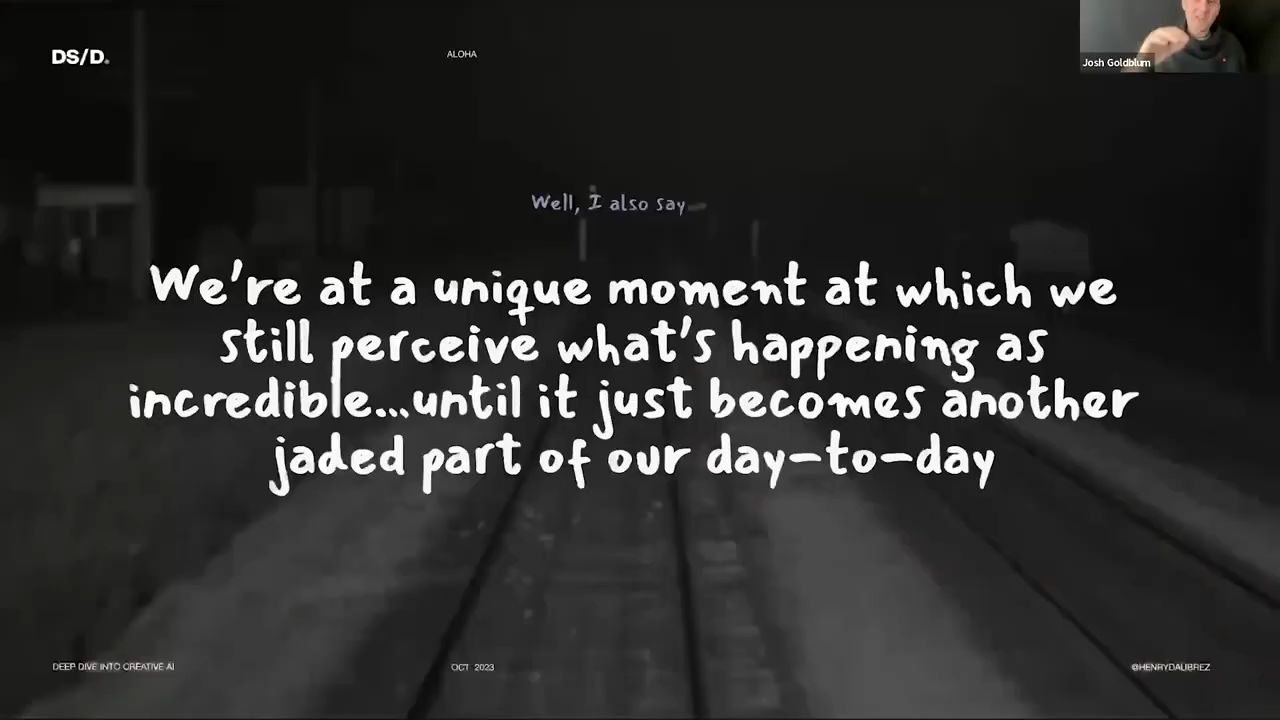 DS/D.
ALOHA
Josh Goldblum
Well, I also say
We're at a unique moment at which we
still perceive what's happening as
incredible...until it just becomes another
jaded part of our day-to-day
DEEP DIVE INTO CREATIVE AI
OCT 2023
@HENRYDAUBREZ